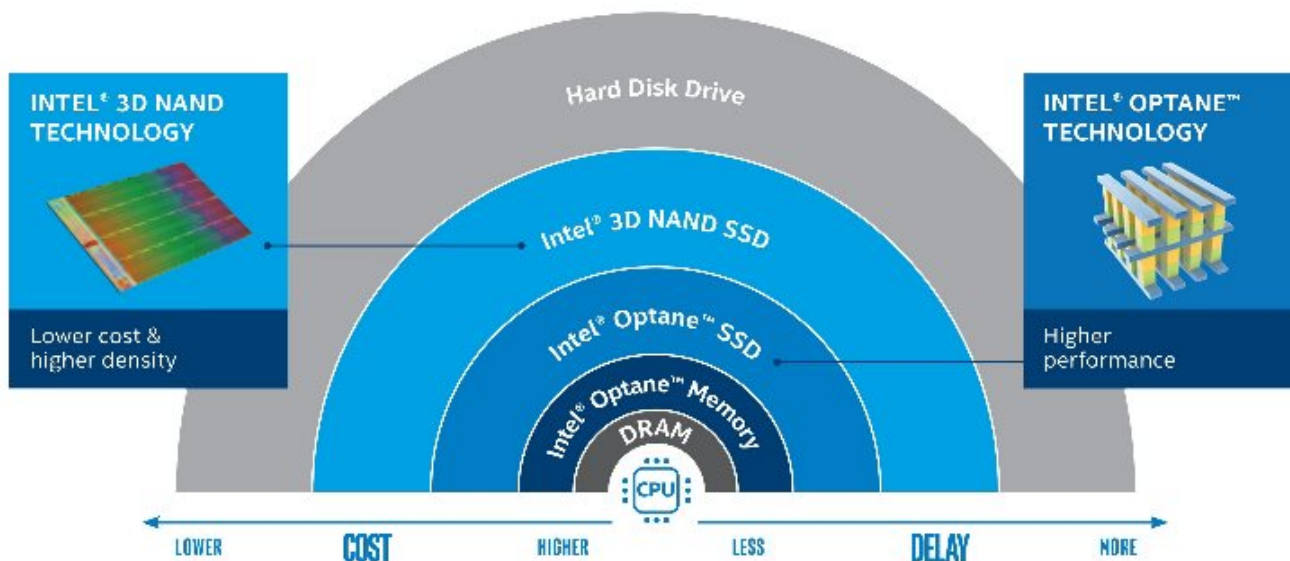 INTEL® 3D NAND
TECHNOLOGY
Lower cost &
higher density
Hard Disk Drive
Intel® 3D NAND SSD
Intel® Optane™ SSD
Intel® Optane™ Memory
DRAM
CPU
INTEL® OPTANE™
TECHNOLOGY
Higher
performance
LOWER COST HIGHER LESS DELAY MORE